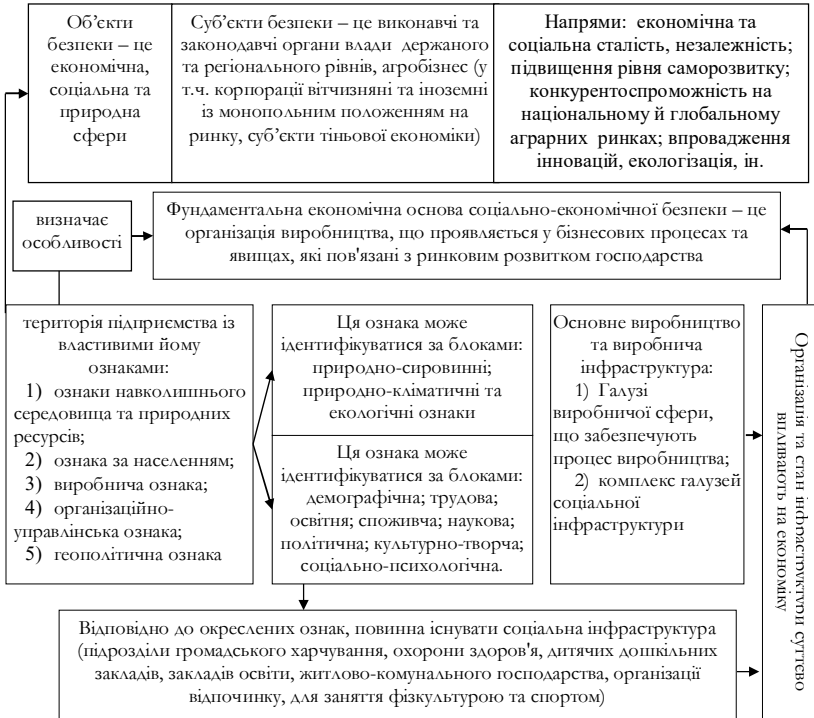 Об’єкти
безпеки – це
економічна,
соціальна та
природна
сфери
Суб’єкти безпеки – це виконавчі та
законодавчі органи влади держаного
та регіонального рівнів, агробізнес (у
т.ч. корпорації вітчизняні та іноземні
із монопольним положенням на
ринку, суб’єкти тіньової економіки)
Напрями: економічна та
соціальна сталість, незалежність;
підвищення рівня саморозвитку;
конкурентоспроможність на
національному й глобальному
аграрних ринках; впровадження
інновацій, екологізація, ін.
визначає
особливості
Фундаментальна економічна основа соціально-економічної безпеки – це
організація виробництва, що проявляється у бізнесових процесах та
явищах, які пов'язані з ринковим розвитком господарства
територія підприємства із
властивими йому
ознаками:
1) ознаки навколишнього
середовища та природних
ресурсів;
2) ознака за населенням;
3) виробнича ознака;
4) організаційно-
управлінська ознака;
5) геополітична ознака
Ця ознака може
ідентифікуватися за блоками:
природно-сировинні;
природно-кліматичні та
екологічні ознаки
Ця ознака може
ідентифікуватися за блоками:
демографічна; трудова;
освітня; споживча; наукова;
політична; культурно-творча;
соціально-психологічна.
Основне виробництво
та виробнича
інфраструктура:
1) Галузі
виробничої сфери,
що забезпечують
процес виробництва;
2) комплекс галузей
соціальної
інфраструктури
Організація та стан інфраструктури суттєво
впливають на економіку
Відповідно до окреслених ознак, повинна існувати соціальна інфраструктура
(підрозділи громадського харчування, охорони здоров'я, дитячих дошкільних
закладів, закладів освіти, житлово-комунального господарства, організації
відпочинку, для заняття фізкультурою та спортом)